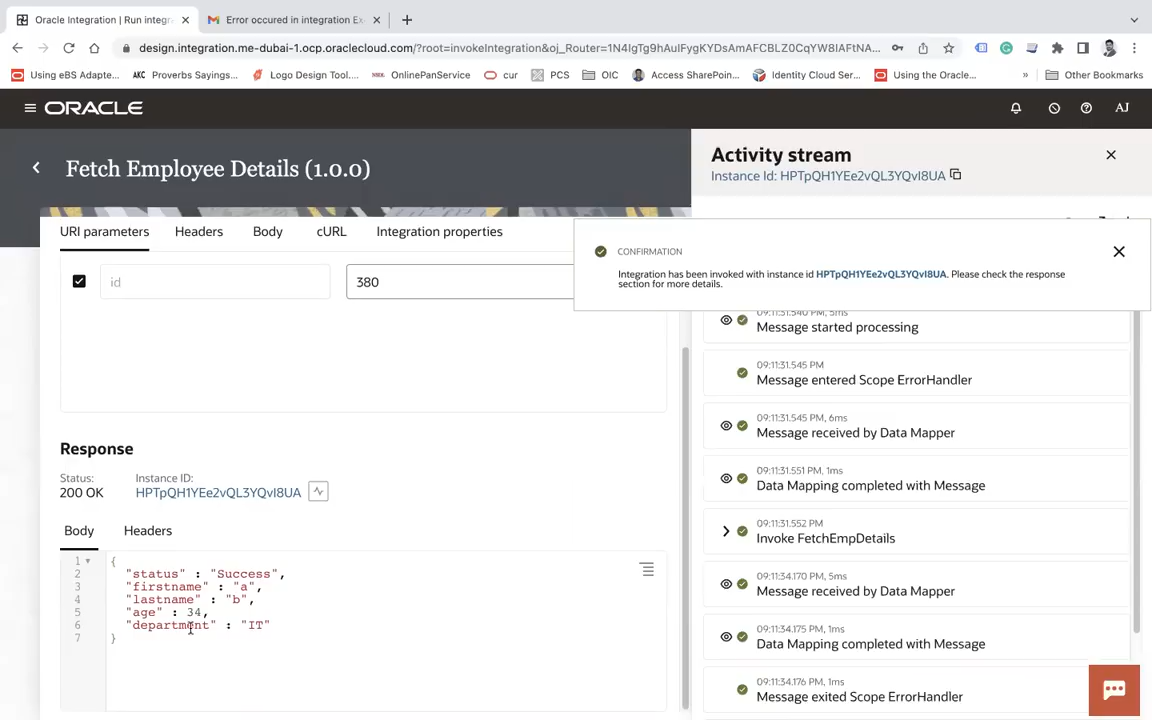 Oracle Integration | Run integr
Error occured in integration Ex
design.integration.me-dubai-1.ocp.oraclecloud.com/?root=invokeIntegration&oj_Router=1N4IgTg9hAulFygKYDsAmAFCBLZ0CqYW8IAFtNA...
Using eBS Adapte...
AKC Proverbs Sayings...
Logo Design Tool....
OnlinePanService
cur
PCS
OIC
Access SharePoin...
Identity Cloud Ser...
Using the Oracle...
»
Other Bookmarks
ORACLE
AJ
Fetch Employee Details (1.0.0)
Activity stream
Instance Id: HPTpQH1YEe2vQL3YQvI8UA
URI parameters
Headers
Body
cURL
Integration properties
CONFIRMATION
Integration has been invoked with instance id HPTpQH1YEe2vQL3YQvI8UA. Please check the response
section for more details.
id
380
09:11:31.540 PM, 5ms
Message started processing
09:11:31.545 PM
Message entered Scope ErrorHandler
09:11:31.545 PM, 6ms
Message received by Data Mapper
Response
Status:
200 OK
Instance ID:
HPTpQH1YEe2vQL3YQvI8UA
09:11:31.551 PM, 1ms
Data Mapping completed with Message
09:11:31.552 PM
Invoke FetchEmpDetails
Body
Headers
1 {
2 "status" : "Success",
3 "firstname" : "a",
4 "lastname" : "b",
5 "age" : 34,
6 "department" : "IT"
7 }
09:11:34.170 PM, 5ms
Message received by Data Mapper
09:11:34.175 PM, 1ms
Data Mapping completed with Message
09:11:34.176 PM, 1ms
Message exited Scope ErrorHandler